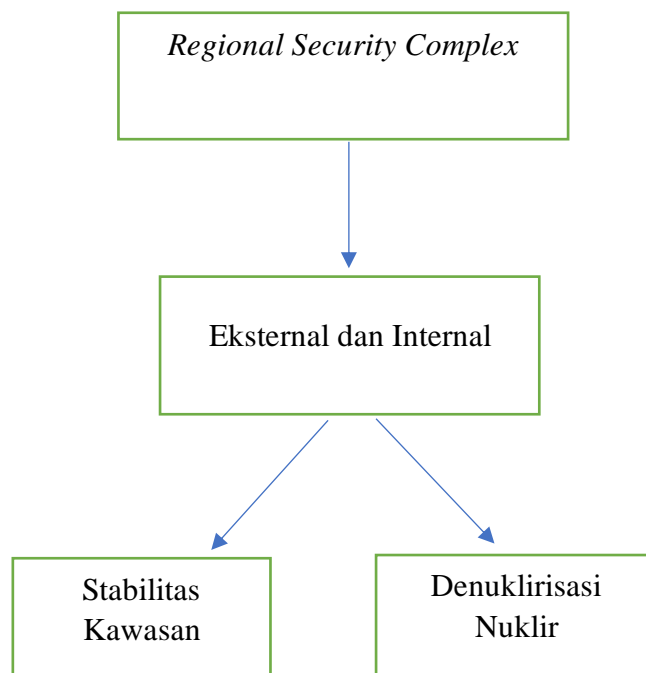 Regional Security Complex
Eksternal dan Internal
Stabilitas
Kawasan
Denuklirisasi
Nuklir